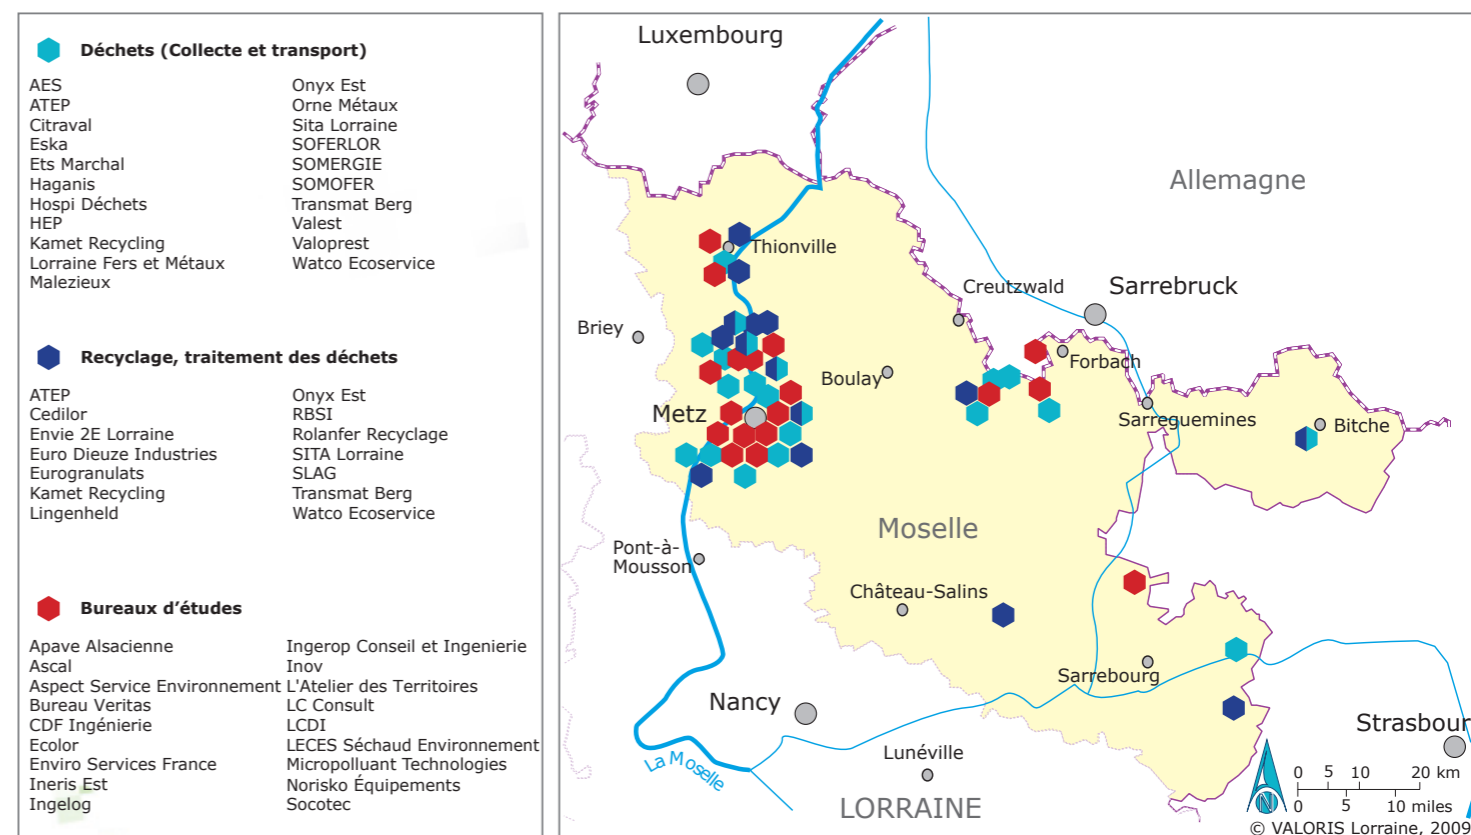 Déchets (Collecte et transport)
AES
ATEP
Citraval
Eska
Ets Marchal
Haganis
Hospi Déchets
HEP
Kamet Recycling
Lorraine Fers et Métaux
Malezieux
Onyx Est
Orne Métaux
Sita Lorraine
SOFERLOR
SOMERGIE
SOMOFER
Transmat Berg
Valest
Valoprest
Watco Ecoservice
Recyclage, traitement des déchets
ATEP
Cedilor
Envie 2E Lorraine
Euro Dieuze Industries
Eurogranulats
Kamet Recycling
Lingenheld
Onyx Est
RBSI
Rolanfer Recyclage
SITA Lorraine
SLAG
Transmat Berg
Watco Ecoservice
Bureaux d'études
Apave Alsacienne
Ascal
Aspect Service Environnement
Bureau Veritas
CDF Ingénierie
Ecolor
Enviro Services France
Ineris Est
Ingelog
Ingerop Conseil et Ingenierie
Inov
L'Atelier des Territoires
LC Consult
LCDI
LECES Séchaud Environnement
Micropolluant Technologies
Norisko Équipements
Socotec
Luxembourg
Allemagne
Thionville
Creutzwald
Sarrebruck
Briey
Forbach
Boulay
Metz
Sarreguemines
Bitche
Moselle
Pont-à-
Mousson
Château-Salins
Sarrebourg
Nancy
Strasbour
Lunéville
La Moselle
LORRAINE
N
0 5 10 20 km
0 5 10 miles
© VALORIS Lorraine, 2009